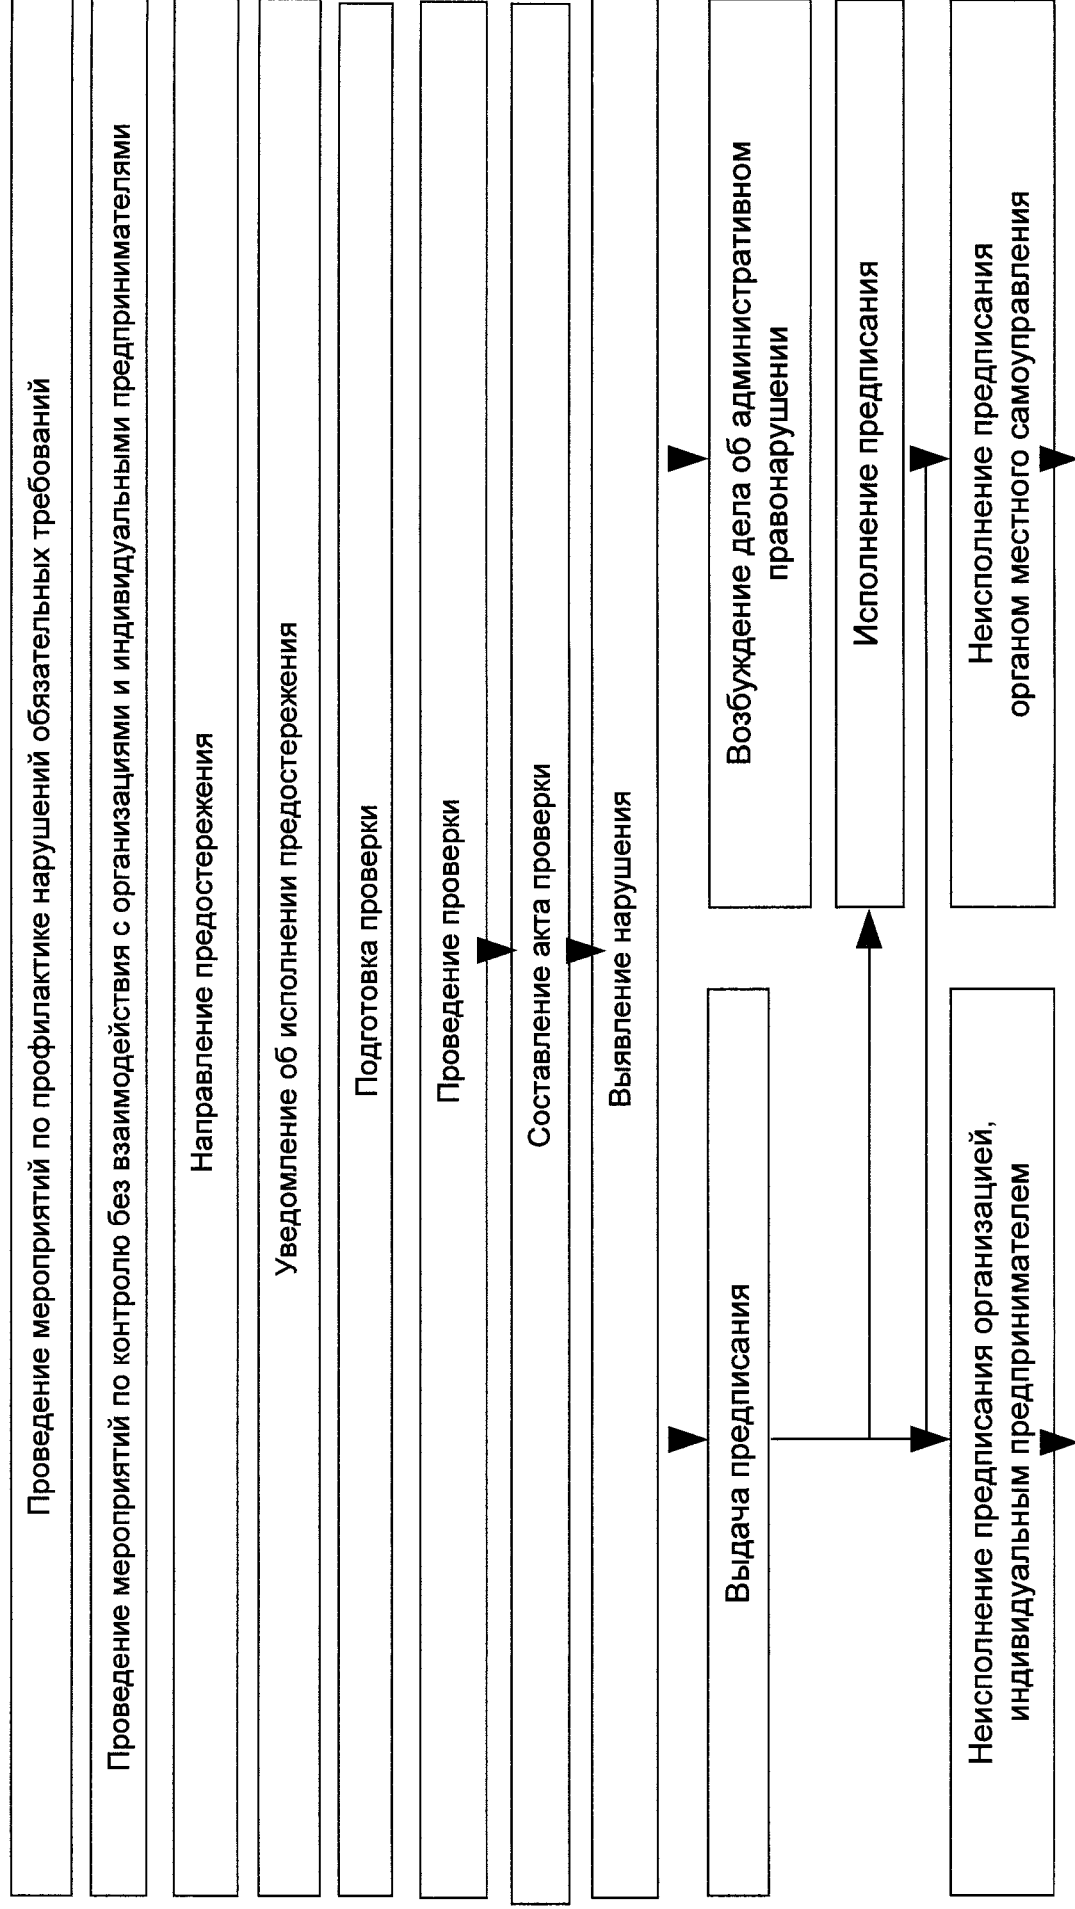 Проведение мероприятий по профилактике нарушений обязательных требований
Проведение мероприятий по контролю без взаимодействия с организациями и индивидуальными предпринимателями
Направление предостережения
Уведомление об исполнении предостережения
Подготовка проверки
Проведение проверки
Составление акта проверки
Выявление нарушения
Выдача предписания
Возбуждение дела об административном
правонарушении
Исполнение предписания
Неисполнение предписания организацией,
индивидуальным предпринимателем
Неисполнение предписания
органом местного самоуправления